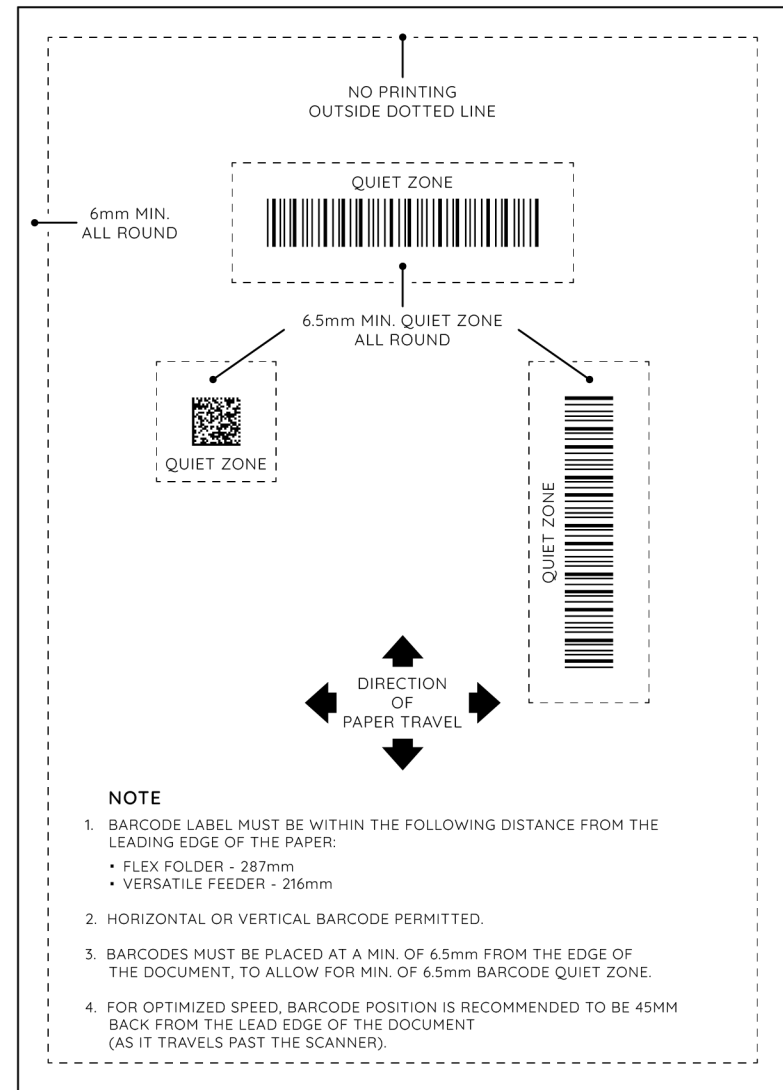 NO PRINTING
OUTSIDE DOTTED LINE
QUIET ZONE
6mm MIN.
ALL ROUND
6.5mm MIN. QUIET ZONE
ALL ROUND
QUIET ZONE
QUIET ZONE
DIRECTION
OF
PAPER TRAVEL
NOTE
1. BARCODE LABEL MUST BE WITHIN THE FOLLOWING DISTANCE FROM THE
LEADING EDGE OF THE PAPER:
▪ FLEX FOLDER - 287mm
▪ VERSATILE FEEDER - 216mm
2. HORIZONTAL OR VERTICAL BARCODE PERMITTED.
3. BARCODES MUST BE PLACED AT A MIN. OF 6.5mm FROM THE EDGE OF
THE DOCUMENT, TO ALLOW FOR MIN. OF 6.5mm BARCODE QUIET ZONE.
4. FOR OPTIMIZED SPEED, BARCODE POSITION IS RECOMMENDED TO BE 45MM
BACK FROM THE LEAD EDGE OF THE DOCUMENT
(AS IT TRAVELS PAST THE SCANNER).